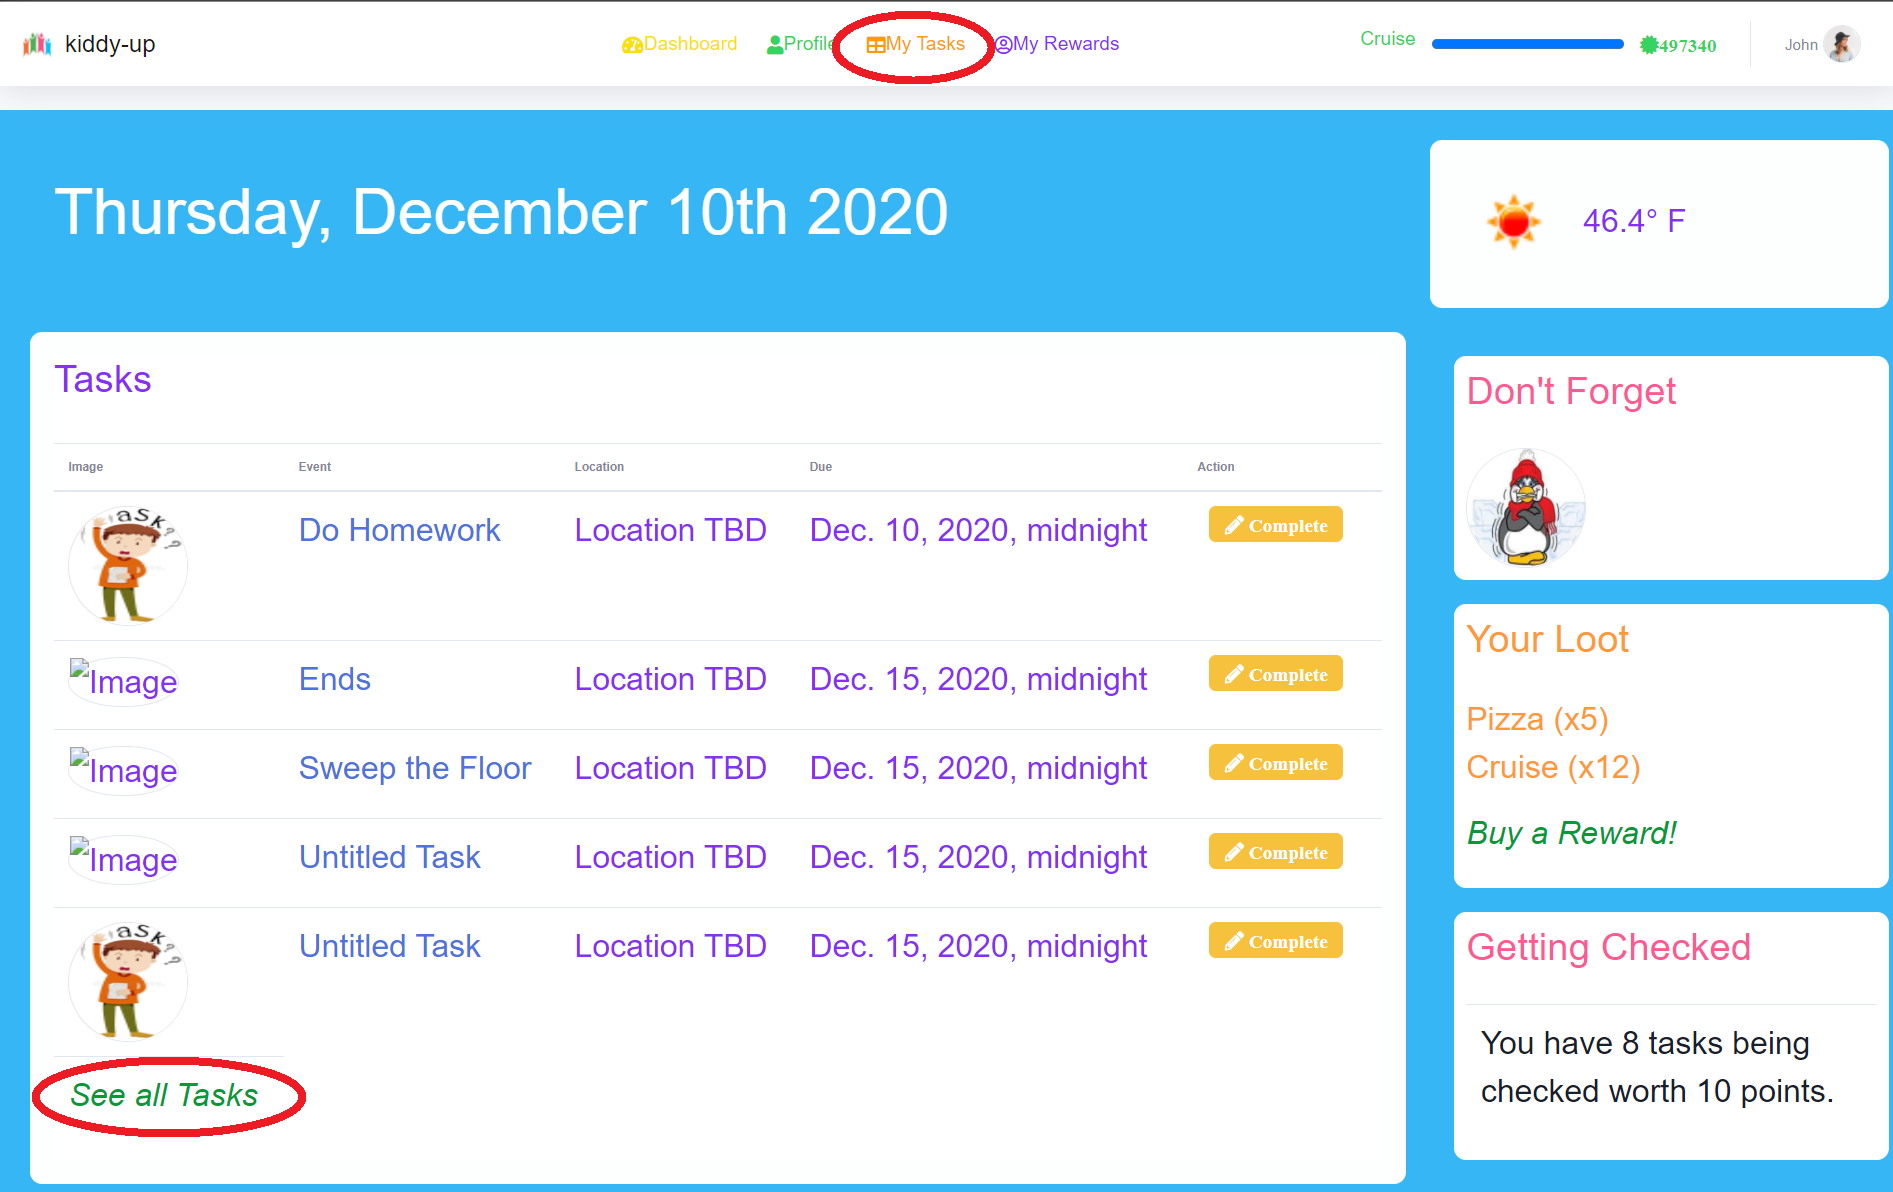 kiddy-up Dashboard Profile My Tasks My Rewards Cruise 497340 John
Thursday, December 10th 2020
46.4° F
Tasks
Image Event Location Due Action
ask??
Do Homework Location TBD Dec. 10, 2020, midnight Complete
Image Ends Location TBD Dec. 15, 2020, midnight Complete
Image Sweep the Floor Location TBD Dec. 15, 2020, midnight Complete
Image Untitled Task Location TBD Dec. 15, 2020, midnight Complete
ask??
Untitled Task Location TBD Dec. 15, 2020, midnight Complete
See all Tasks
Don't Forget
Your Loot
Pizza (x5)
Cruise (x12)
Buy a Reward!
Getting Checked
You have 8 tasks being
checked worth 10 points.